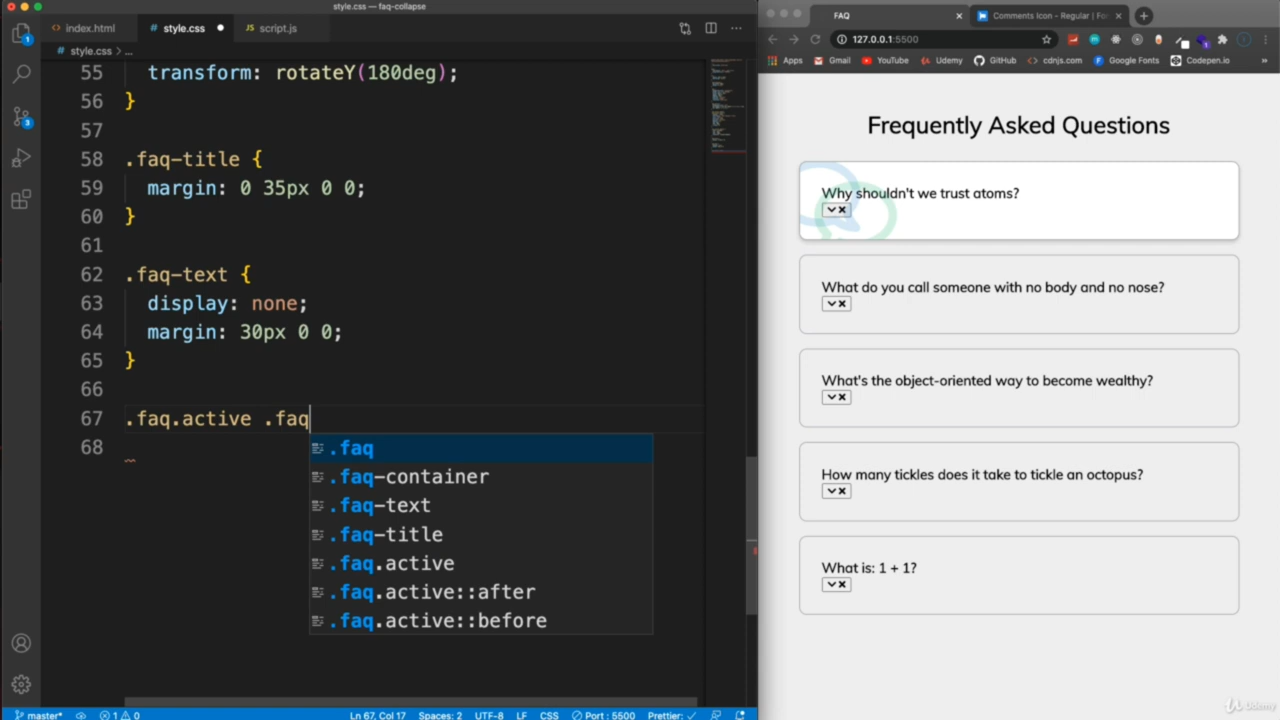 style.css — faq-collapse
index.html
style.css
script.js
style.css > ...
55 transform: rotateY(180deg);
56 }
57
58 .faq-title {
59 margin: 0 35px 0 0;
60 }
61
62 .faq-text {
63 display: none;
64 margin: 30px 0 0;
65 }
66
67 .faq.active .faq
68
.faq
.faq-container
.faq-text
.faq-title
.faq.active
.faq.active::after
.faq.active::before
1
3
master*
1 0
Ln 67, Col 17 Spaces: 2 UTF-8 LF CSS Port : 5500 Prettier: ✓
FAQ
Comments Icon - Regular | Fo
127.0.0.1:5500
Apps Gmail YouTube Udemy GitHub cdnjs.com Google Fonts Codepen.io »
Frequently Asked Questions
Why shouldn't we trust atoms?
What do you call someone with no body and no nose?
What's the object-oriented way to become wealthy?
How many tickles does it take to tickle an octopus?
What is: 1 + 1?
Udemy